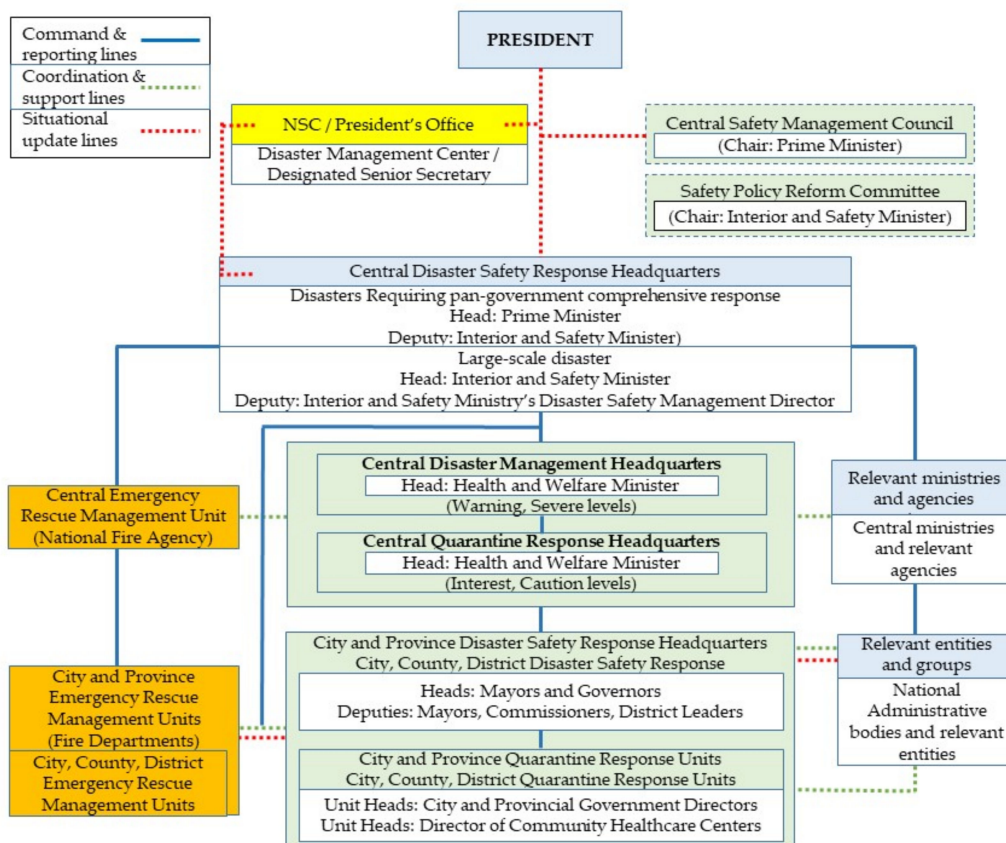 Command &
reporting lines
Coordination &
support lines
Situational
update lines
PRESIDENT
NSC / President's Office
Disaster Management Center /
Designated Senior Secretary
Central Safety Management Council
(Chair: Prime Minister)
Safety Policy Reform Committee
(Chair: Interior and Safety Minister)
Central Disaster Safety Response Headquarters
Disasters Requiring pan-government comprehensive response
Head: Prime Minister
Deputy: Interior and Safety Minister)
Large-scale disaster
Head: Interior and Safety Minister
Deputy: Interior and Safety Ministry's Disaster Safety Management Director
Central Disaster Management Headquarters
Head: Health and Welfare Minister
(Warning, Severe levels)
Central Quarantine Response Headquarters
Head: Health and Welfare Minister
(Interest, Caution levels)
Central Emergency
Rescue Management Unit
(National Fire Agency)
Relevant ministries
and agencies
Central ministries
and relevant
agencies
City and Province Disaster Safety Response Headquarters
City, County, District Disaster Safety Response
Heads: Mayors and Governors
Deputies: Mayors, Commissioners, District Leaders
City and Province Quarantine Response Units
City, County, District Quarantine Response Units
Unit Heads: City and Provincial Government Directors
Unit Heads: Director of Community Healthcare Centers
City and Province
Emergency Rescue
Management Units
(Fire Departments)
City, County, District
Emergency Rescue
Management Units
Relevant entities
and groups
National
Administrative
bodies and relevant
entities